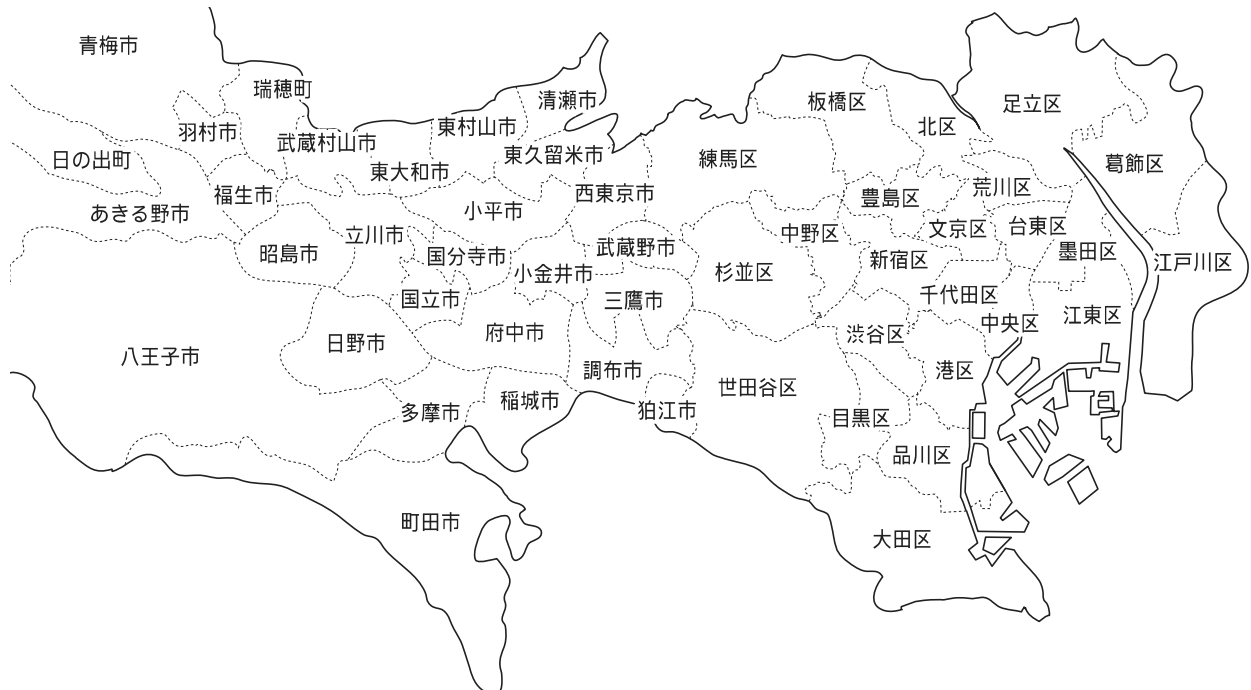 青梅市
瑞穂町
清瀬市
板橋区
足立区
羽村市
武蔵村山市
東村山市
北区
日の出町
東大和市
東久留米市
練馬区
葛飾区
福生市
西東京市
豊島区
荒川区
あきる野市
小平市
立川市
武蔵野市
中野区
文京区
台東区
昭島市
国分寺市
小金井市
杉並区
新宿区
墨田区
江戸川区
国立市
三鷹市
千代田区
八王子市
日野市
府中市
渋谷区
中央区
江東区
調布市
世田谷区
港区
多摩市
稲城市
狛江市
目黒区
品川区
町田市
大田区